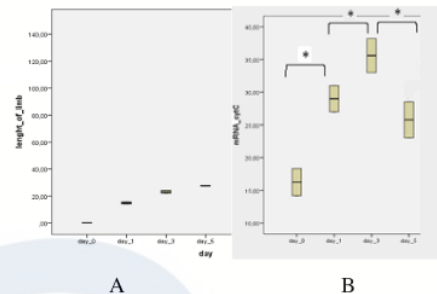 140,00
120,00
100,00
80,00
60,00
40,00
20,00
,00
lenght_of_limb
day_0 day_1 day_3 day_5
day
A
40,00
35,00
30,00
25,00
20,00
15,00
10,00
mRNA_cytC
* * *
day_0 day_1 day_3 day_5
B